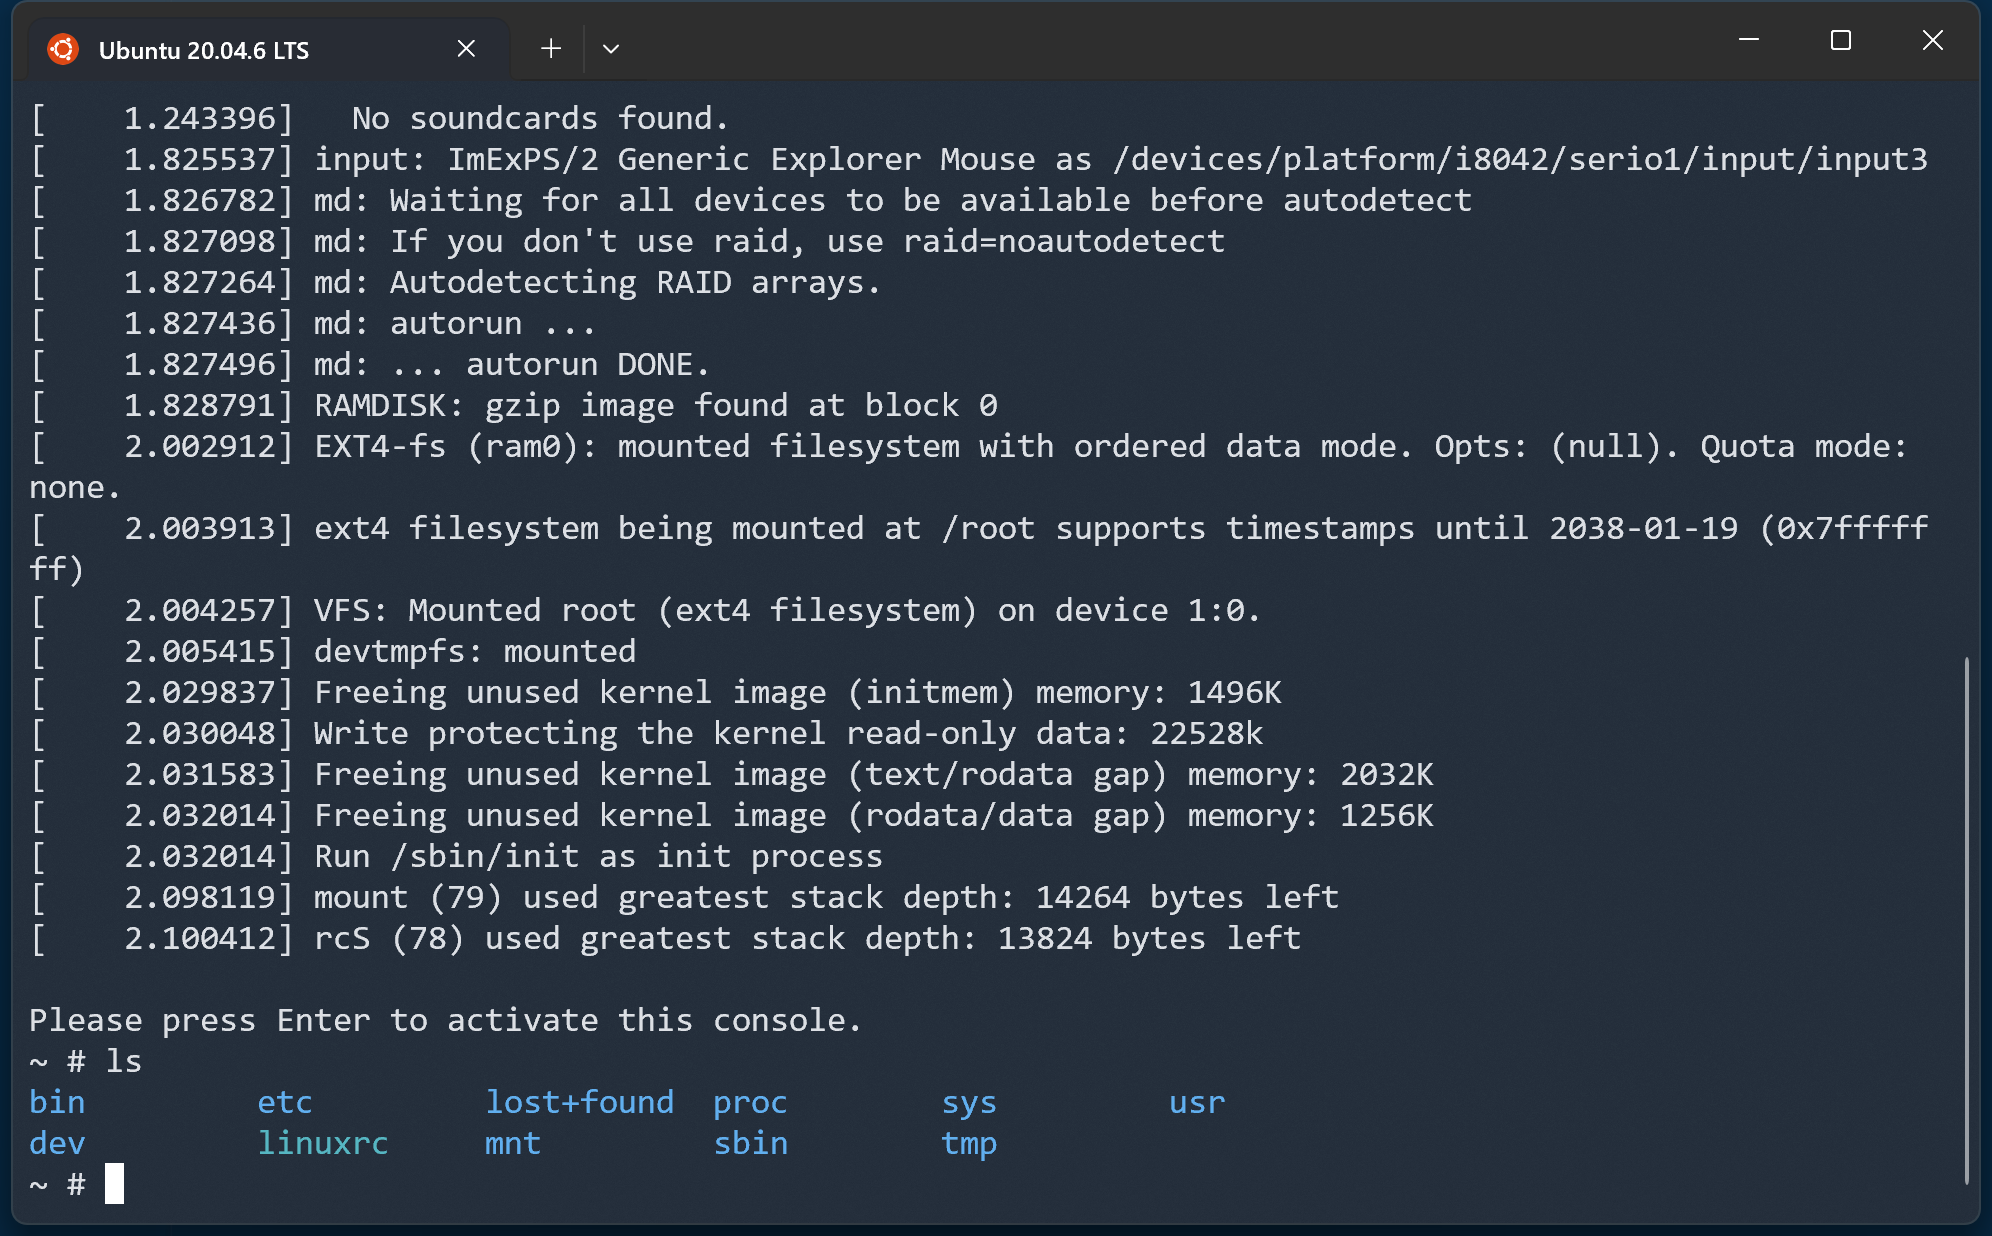 Ubuntu 20.04.6 LTS
[    1.243396]   No soundcards found.
[    1.825537] input: ImExPS/2 Generic Explorer Mouse as /devices/platform/i8042/serio1/input/input3
[    1.826782] md: Waiting for all devices to be available before autodetect
[    1.827098] md: If you don't use raid, use raid=noautodetect
[    1.827264] md: Autodetecting RAID arrays.
[    1.827436] md: autorun ...
[    1.827496] md: ... autorun DONE.
[    1.828791] RAMDISK: gzip image found at block 0
[    2.002912] EXT4-fs (ram0): mounted filesystem with ordered data mode. Opts: (null). Quota mode:
none.
[    2.003913] ext4 filesystem being mounted at /root supports timestamps until 2038-01-19 (0x7fffff
ff)
[    2.004257] VFS: Mounted root (ext4 filesystem) on device 1:0.
[    2.005415] devtmpfs: mounted
[    2.029837] Freeing unused kernel image (initmem) memory: 1496K
[    2.030048] Write protecting the kernel read-only data: 22528k
[    2.031583] Freeing unused kernel image (text/rodata gap) memory: 2032K
[    2.032014] Freeing unused kernel image (rodata/data gap) memory: 1256K
[    2.032014] Run /sbin/init as init process
[    2.098119] mount (79) used greatest stack depth: 14264 bytes left
[    2.100412] rcS (78) used greatest stack depth: 13824 bytes left
Please press Enter to activate this console.
~ # ls
bin         etc         lost+found  proc        sys         usr
dev         linuxrc     mnt         sbin        tmp
~ #